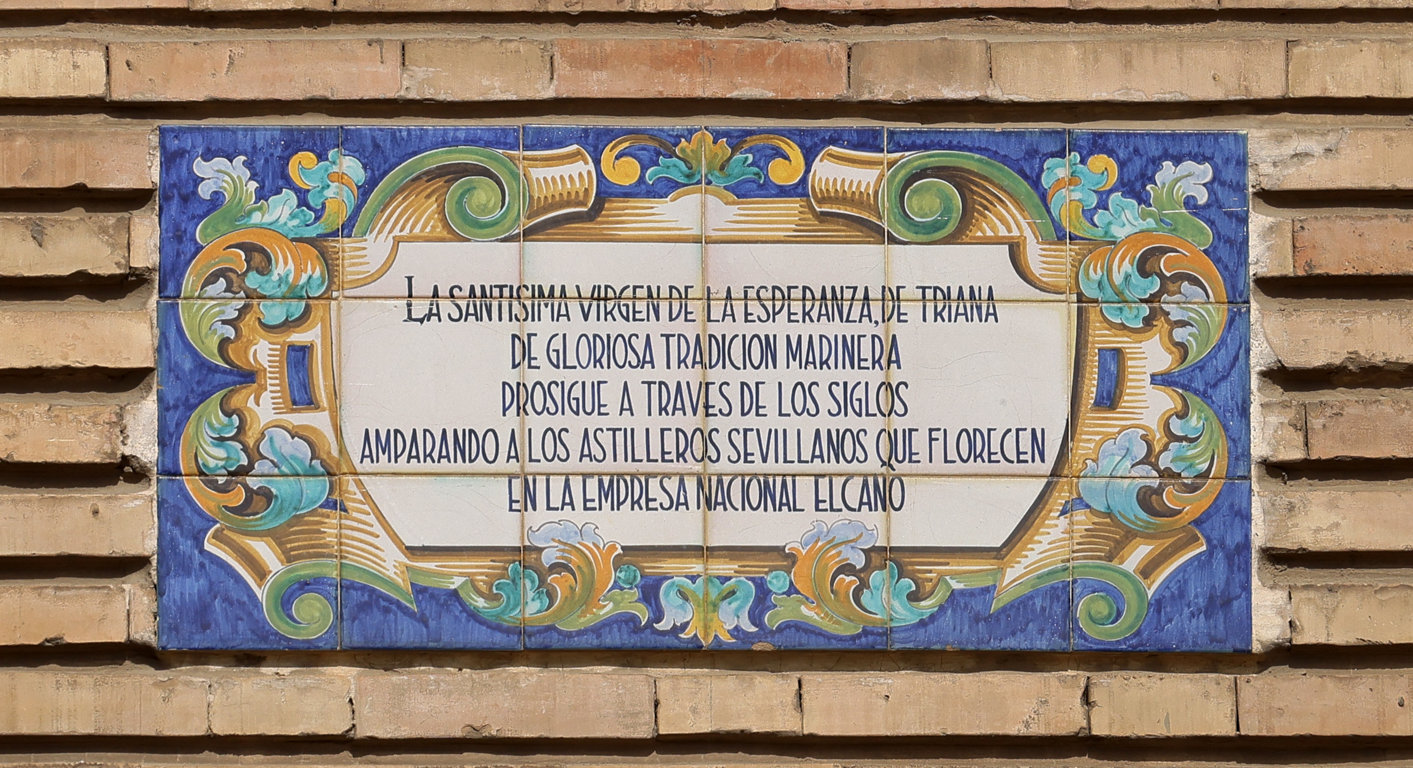 LA SANTISIMA VIRGEN DE LA ESPERANZA, DE TRIANA
DE GLORIOSA TRADICION MARINERA
PROSIGUE A TRAVES DE LOS SIGLOS
AMPARANDO A LOS ASTILLEROS SEVILLANOS QUE FLORECEN
EN LA EMPRESA NACIONAL ELCANO